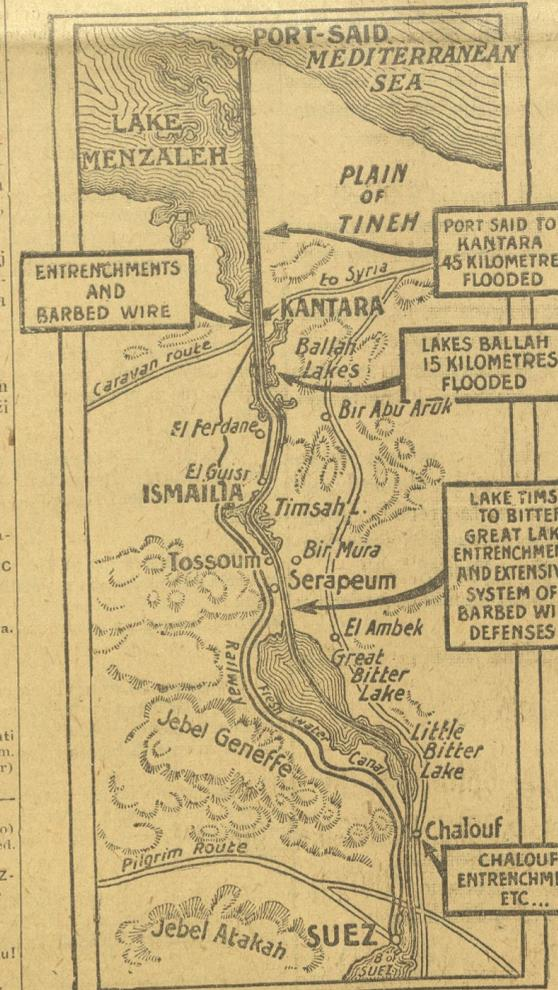 PORT-SAID
MEDITERRANEAN
SEA
LAKE
MENZALEH
PLAIN
OF
TINEH
PORT SAID TO
KANTARA
45 KILOMETRE
FLOODED
to Syria
ENTRENCHMENTS
AND
BARBED WIRE
KANTARA
Ballah
Lakes
LAKES BALLAH
15 KILOMETRES
FLOODED
Caravan route
Bir Abu Aruk
El Ferdane
El Guisr
ISMAILIA
Timsah L.
LAKE TIMS
TO BITTE
GREAT LAK
ENTRENCHME
AND EXTENSIV
SYSTEM OF
BARBED WI
DEFENSES
Tossoum
Bir Mura
Serapeum
El Ambek
Great
Bitter
Lake
Railway
Fresh water
Canal
Jebel Geneffe
Little
Bitter
Lake
Chalouf
CHALOUF
ENTRENCHME
ETC...
Pilgrim Route
Jebel Atakah
SUEZ
B of
SUEZ